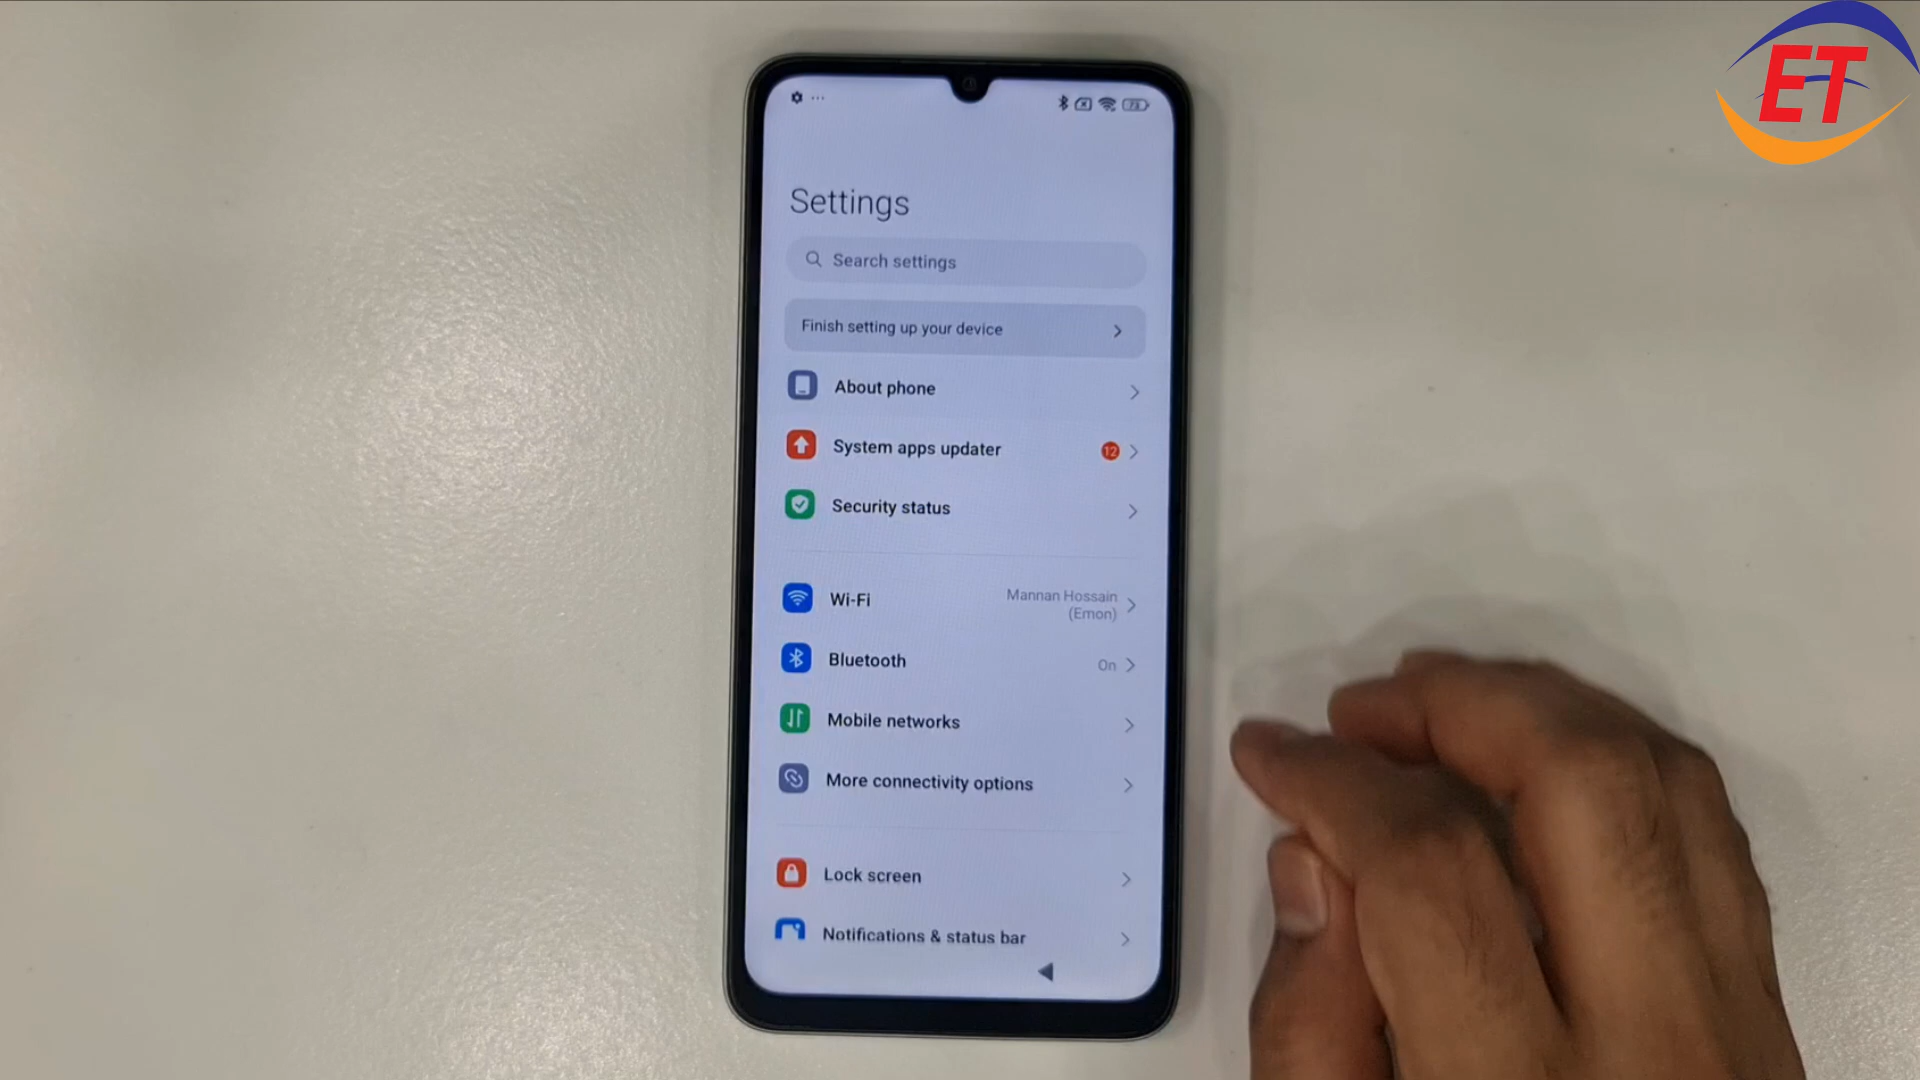 ET
73
Settings
Search settings
Finish setting up your device
About phone
System apps updater
12
Security status
Wi-Fi
Mannan Hossain
(Emon)
Bluetooth
On
Mobile networks
More connectivity options
Lock screen
Notifications & status bar